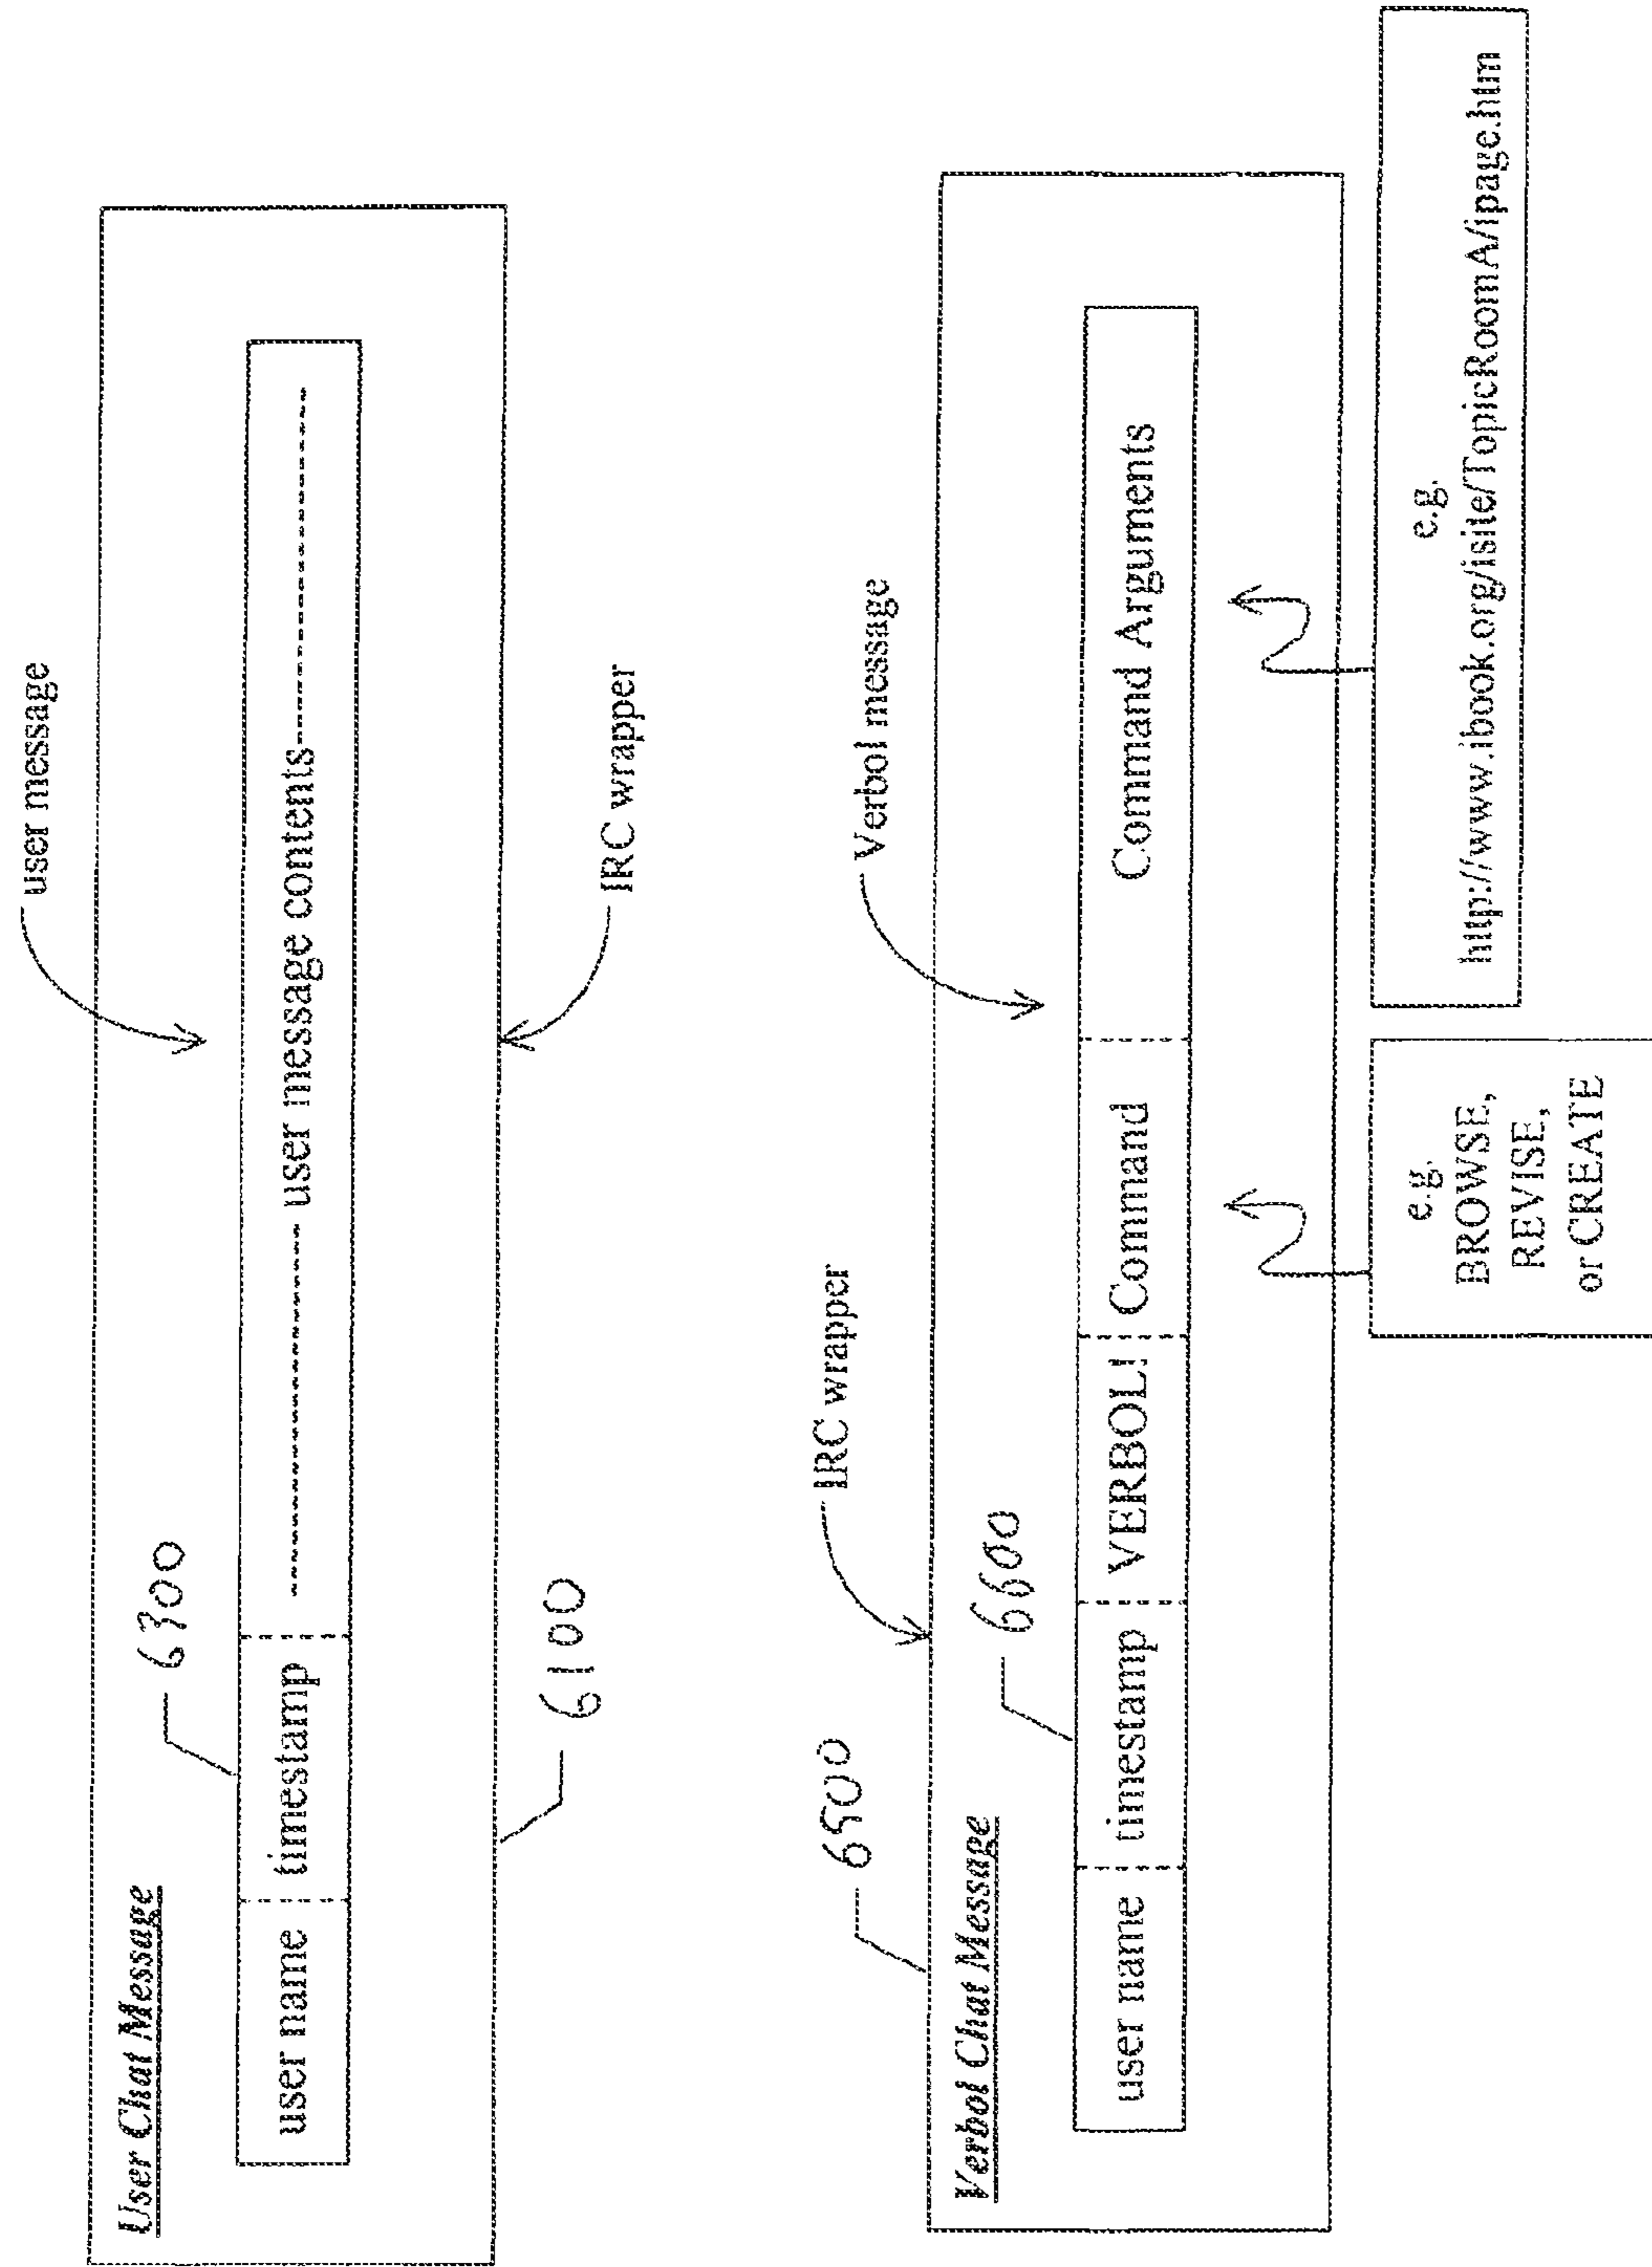 user message
User Chat Message
6300
user name
timestamp
user message contents
6100
IRC wrapper
6500
IRC wrapper
Verbol message
Verbol Chat Message
6600
user name
timestamp
VERBOL!
Command
Command Arguments
e.g.
BROWSE,
REVISE,
or CREATE
e.g.
http://www.ibook.org/isite/TopicRoomA/ipage.htm